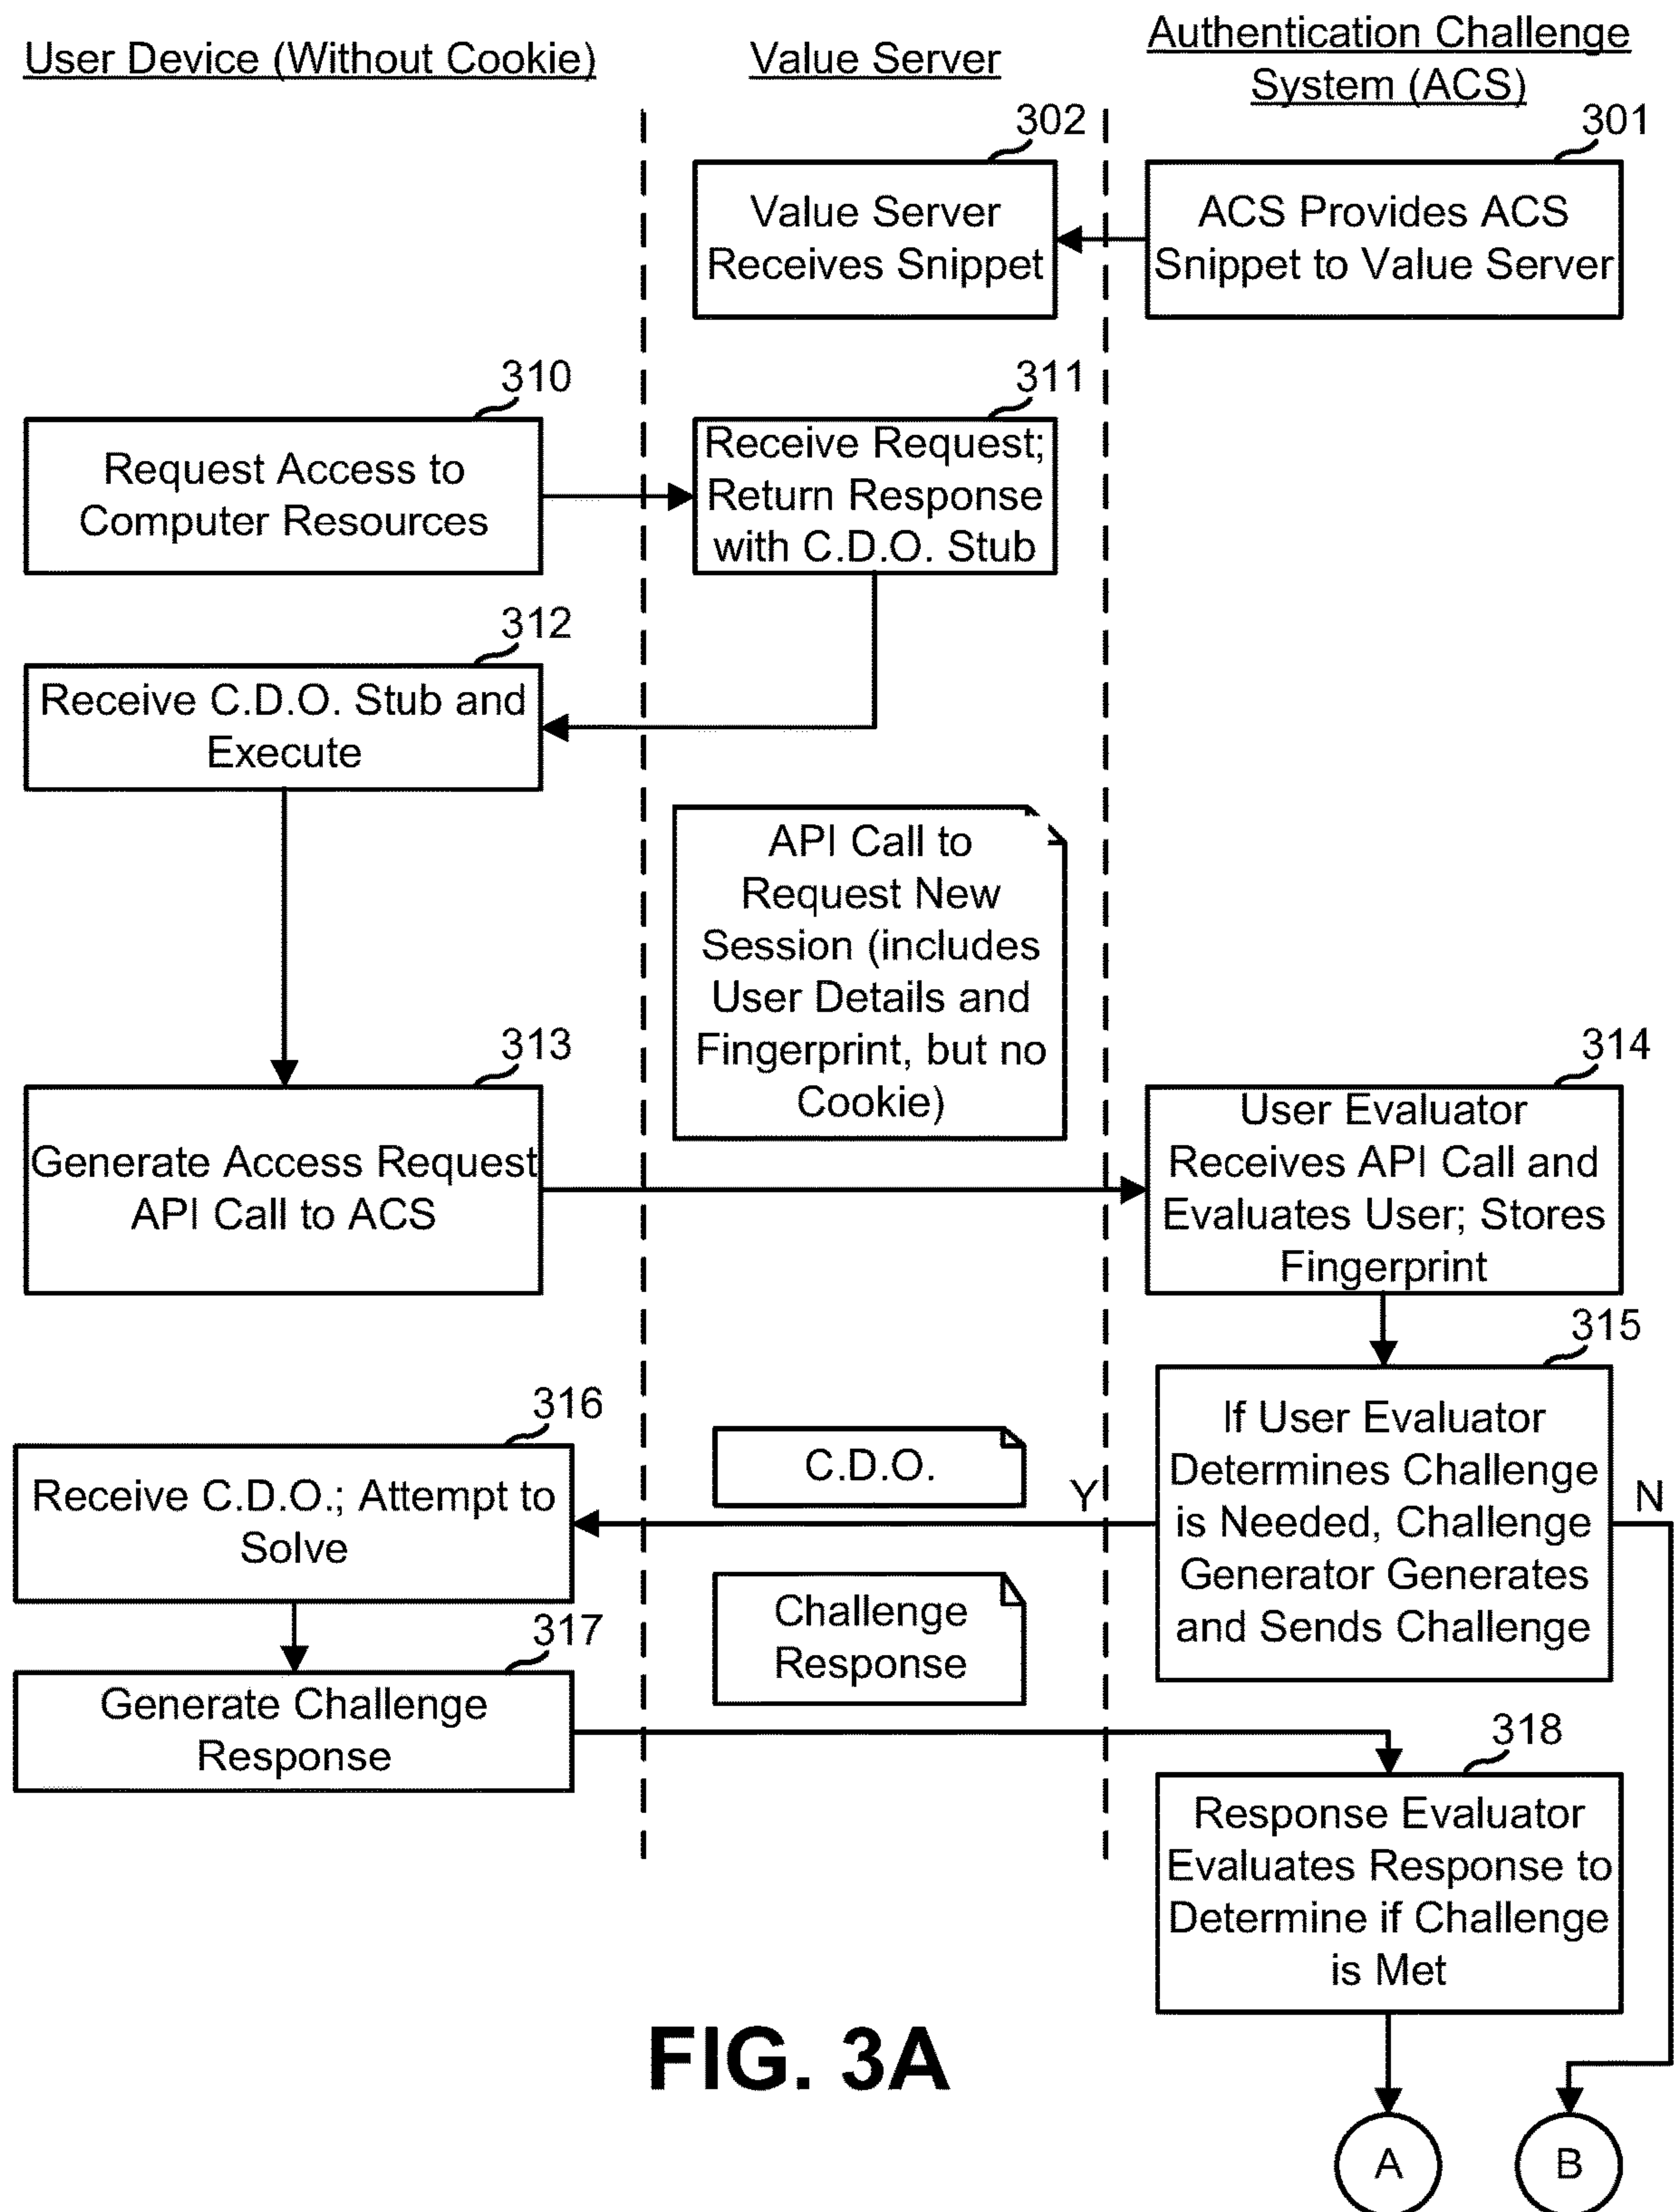 User Device (Without Cookie)
Value Server
Authentication Challenge
System (ACS)
302
301
Value Server
Receives Snippet
ACS Provides ACS
Snippet to Value Server
310
311
Request Access to
Computer Resources
Receive Request;
Return Response
with C.D.O. Stub
312
Receive C.D.O. Stub and
Execute
API Call to
Request New
Session (includes
User Details and
Fingerprint, but no
Cookie)
313
314
Generate Access Request
API Call to ACS
User Evaluator
Receives API Call and
Evaluates User; Stores
Fingerprint
315
316
If User Evaluator
Determines Challenge
is Needed, Challenge
Generator Generates
and Sends Challenge
C.D.O.
Y
N
Receive C.D.O.; Attempt to
Solve
Challenge
Response
317
Generate Challenge
Response
318
Response Evaluator
Evaluates Response to
Determine if Challenge
is Met
FIG. 3A
A
B